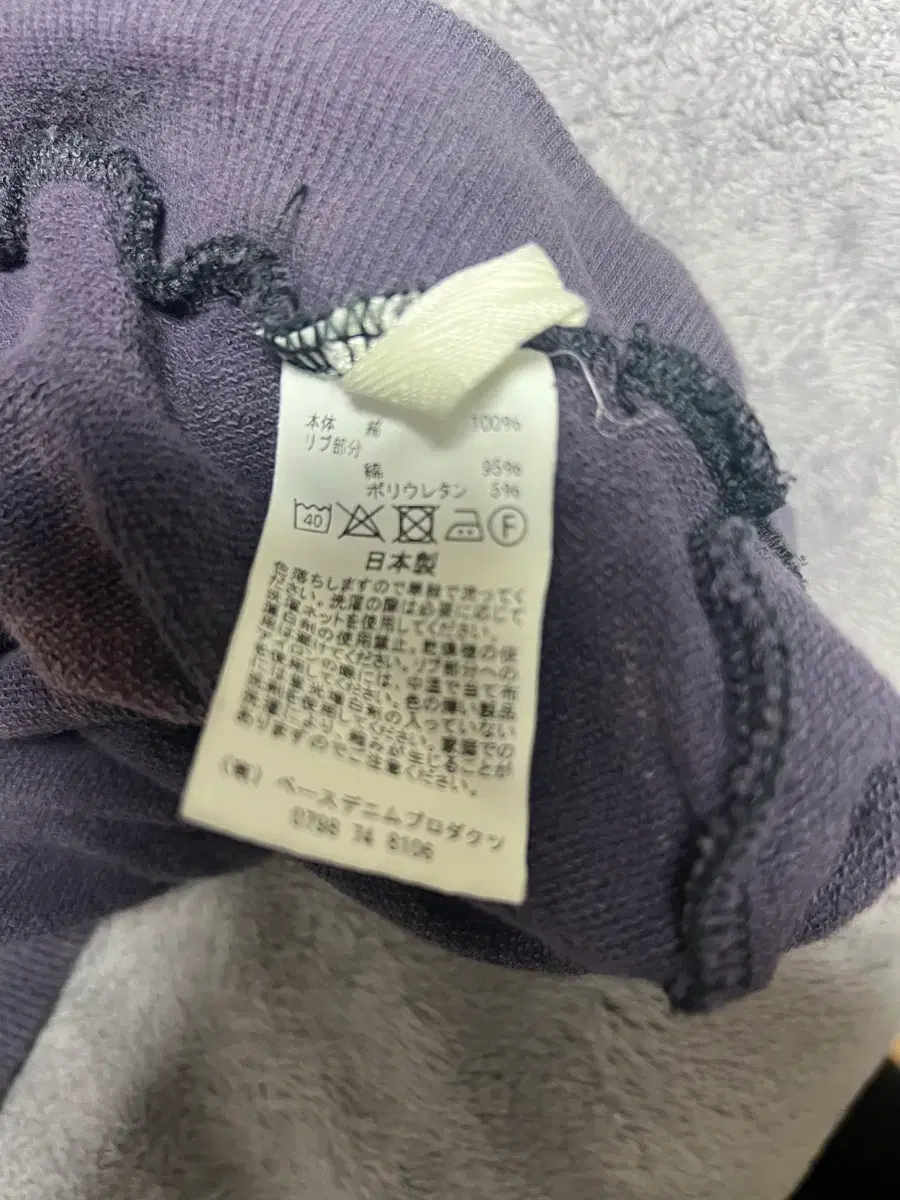 本体 綿 100%
リブ部分
綿 95%
ポリウレタン 5%
40 F
日本製
色落ちしますので単独で洗ってく
ださい。洗濯の際は必要に応じて
洗濯ネットを使用してください。
漂白剤の使用禁止。乾燥機の使
用は避けてください。リブ部分への
アイロンの際には、中温で当て布
を使用してください。色の薄い製品
には蛍光増白剤の入っていない
洗剤を使用してください。家庭での
により、縮みが生じることが
ありますのでご注意ください。
(有) ベースデニムプロダクツ
0798 74 6106